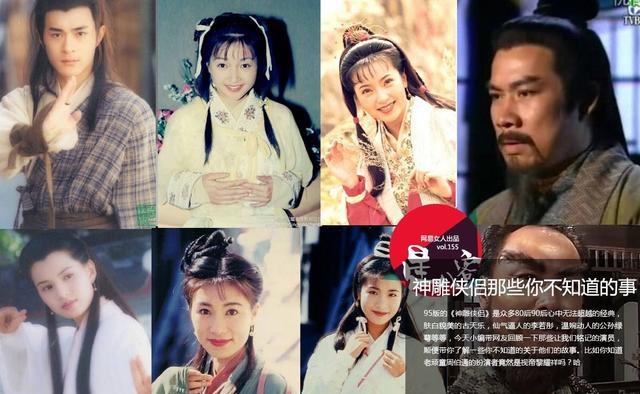 TVB
网易女人出品
vol.155
神雕侠侣那些你不知道的事
95版的《神雕侠侣》是众多80后90后心中无法超越的经典，
肤白貌美的古天乐，仙气逼人的李若彤，温婉动人的公孙绿
萼等等，今天小编带网友回顾一下那些让我们铭记的演员，
顺便带你了解一些你不知道的关于他们的故事。比如你知道
老顽童周伯通的扮演者竟然是视帝黎耀祥吗？哈